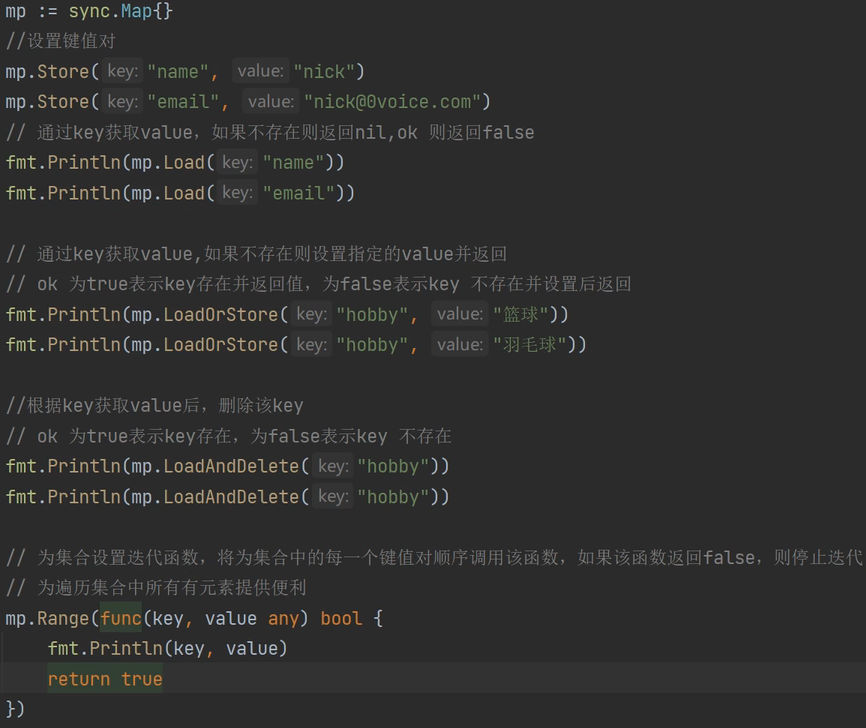 mp := sync.Map{}
//设置键值对
mp.Store( key: "name", value: "nick")
mp.Store( key: "email", value: "nick@0voice.com")
// 通过key获取value，如果不存在则返回nil,ok 则返回false
fmt.Println(mp.Load( key: "name"))
fmt.Println(mp.Load( key: "email"))
// 通过key获取value,如果不存在则设置指定的value并返回
// ok 为true表示key存在并返回值，为false表示key 不存在并设置后返回
fmt.Println(mp.LoadOrStore( key: "hobby", value: "篮球"))
fmt.Println(mp.LoadOrStore( key: "hobby", value: "羽毛球"))
//根据key获取value后，删除该key
// ok 为true表示key存在，为false表示key 不存在
fmt.Println(mp.LoadAndDelete( key: "hobby"))
fmt.Println(mp.LoadAndDelete( key: "hobby"))
// 为集合设置迭代函数，将为集合中的每一个键值对顺序调用该函数，如果该函数返回false，则停止迭代
// 为遍历集合中所有有元素提供便利
mp.Range(func(key, value any) bool {
    fmt.Println(key, value)
    return true
})